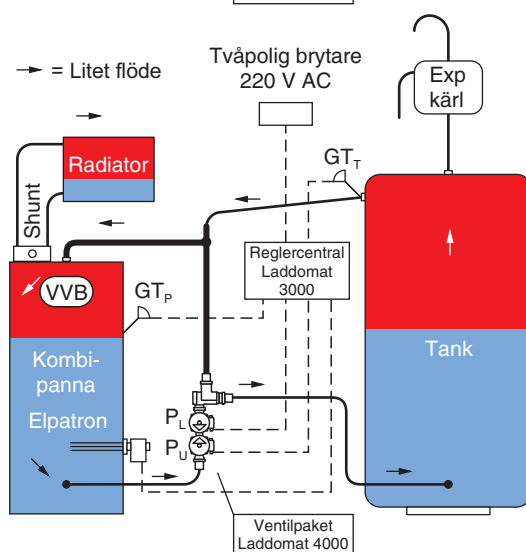 Tvåpolig brytare
220 V AC
= Litet flöde
Exp
kärl
Radiator
GTT
Shunt
Reglercentral
Laddomat
3000
VVB
GTP
Kombi-
panna
Tank
Elpatron
PL
PU
Ventilpaket
Laddomat 4000